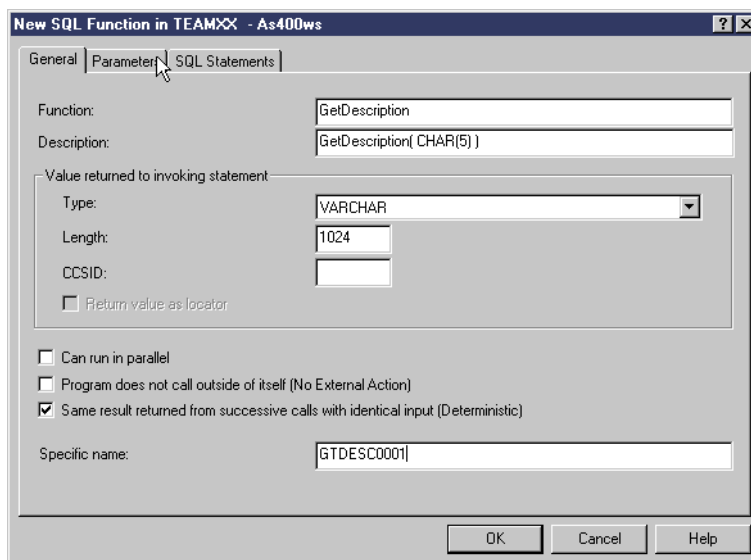 New SQL Function in TEAMXX - As400ws
General Parameters SQL Statements
Function: GetDescription
Description: GetDescription( CHAR(5) )
Value returned to invoking statement
Type: VARCHAR
Length: 1024
CCSID:
Return value as locator
Can run in parallel
Program does not call outside of itself (No External Action)
Same result returned from successive calls with identical input (Deterministic)
Specific name: GTDESC0001
OK Cancel Help